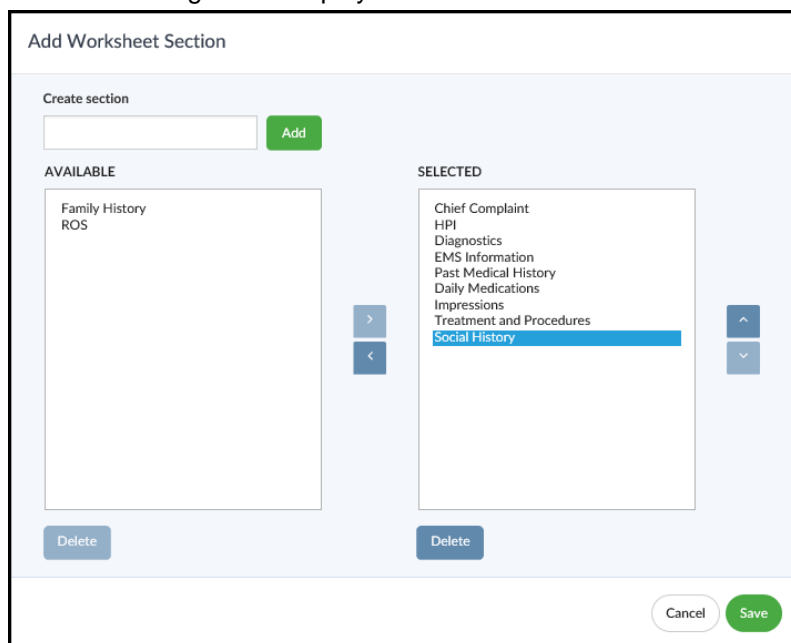 Add Worksheet Section
Create section
Add
AVAILABLE
Family History
ROS
SELECTED
Chief Complaint
HPI
Diagnostics
EMS Information
Past Medical History
Daily Medications
Impressions
Treatment and Procedures
Social History
Delete
Delete
Cancel
Save